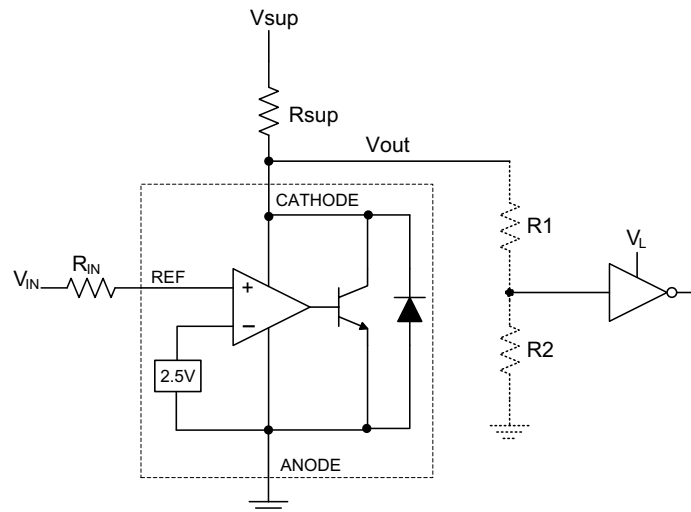 Vsup
Rsup
Vout
CATHODE
R1
RIN
VL
VIN
REF
+
−
R2
2.5V
ANODE